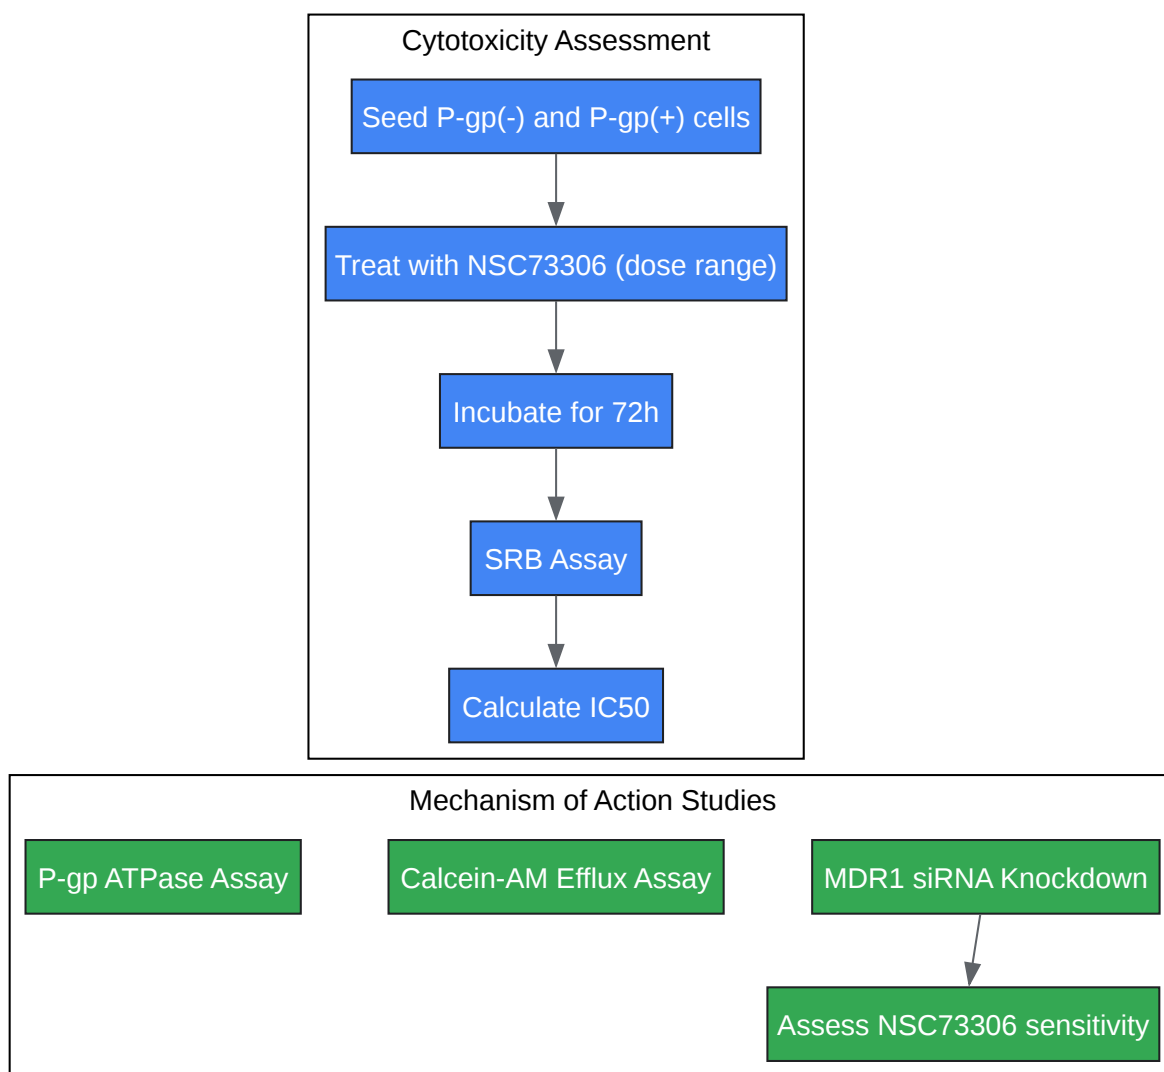 Cytotoxicity Assessment
Seed P-gp(-) and P-gp(+) cells
Treat with NSC73306 (dose range)
Incubate for 72h
SRB Assay
Calculate IC50
Mechanism of Action Studies
P-gp ATPase Assay
Calcein-AM Efflux Assay
MDR1 siRNA Knockdown
Assess NSC73306 sensitivity